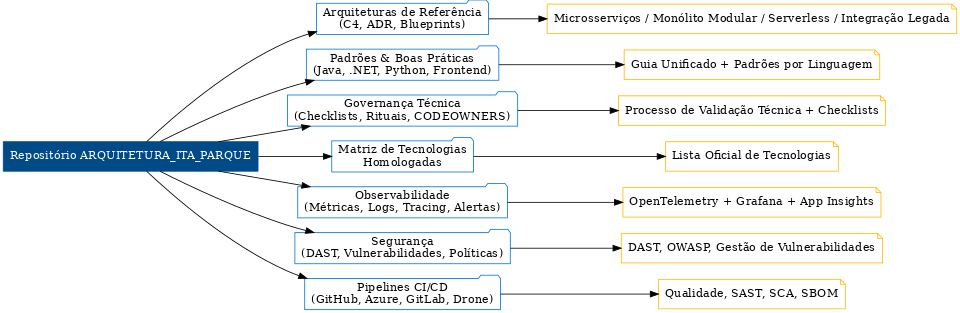 Arquiteturas de Referência
(C4, ADR, Blueprints)
Microsserviços / Monólito Modular / Serverless / Integração Legada
Padrões & Boas Práticas
(Java, .NET, Python, Frontend)
Guia Unificado + Padrões por Linguagem
Governança Técnica
(Checklists, Rituais, CODEOWNERS)
Processo de Validação Técnica + Checklists
Repositório ARQUITETURA_ITA_PARQUE
Matriz de Tecnologias
Homologadas
Lista Oficial de Tecnologias
Observabilidade
(Métricas, Logs, Tracing, Alertas)
OpenTelemetry + Grafana + App Insights
Segurança
(DAST, Vulnerabilidades, Políticas)
DAST, OWASP, Gestão de Vulnerabilidades
Pipelines CI/CD
(GitHub, Azure, GitLab, Drone)
Qualidade, SAST, SCA, SBOM